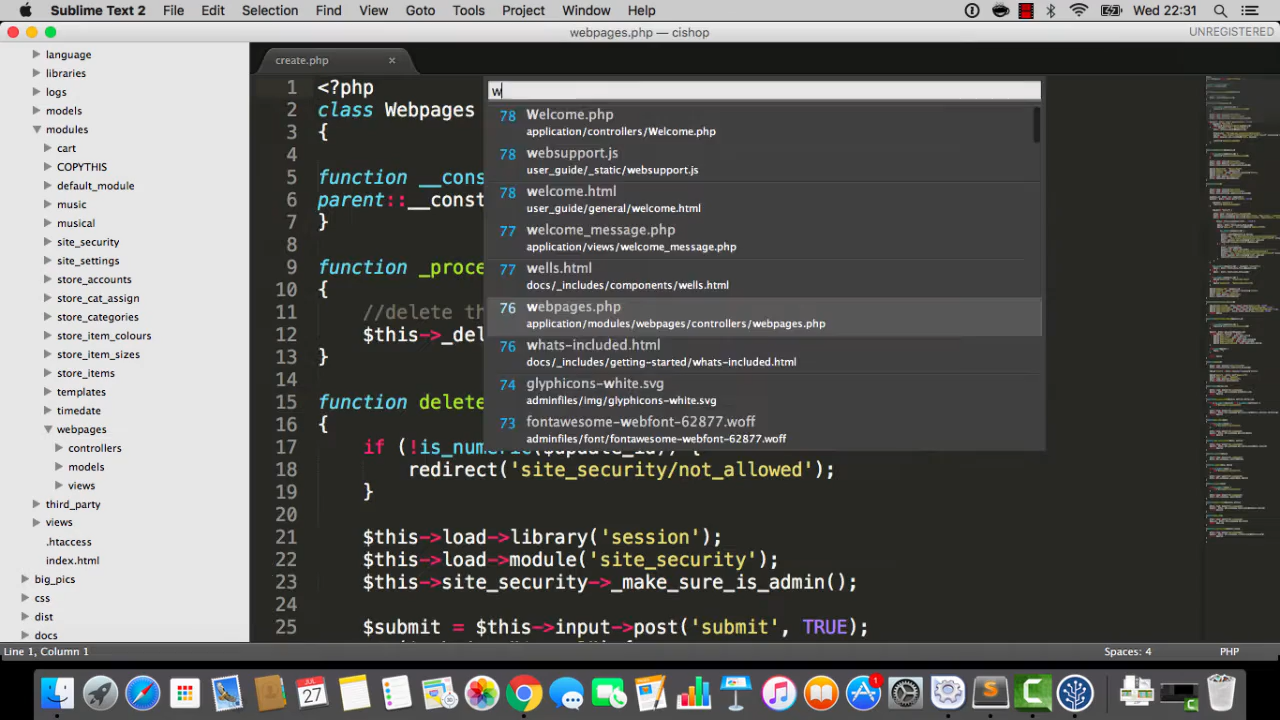 Sublime Text 2 File Edit Selection Find View Goto Tools Project Window Help Wed 22:31
webpages.php — cishop UNREGISTERED
language
libraries
logs
models
modules
cart
COPYTHIS
default_module
music
musical
site_security
site_settings
store_accounts
store_cat_assign
store_categories
store_item_colours
store_item_sizes
store_items
templates
timedate
webpages
controllers
models
views
third_party
views
.htaccess
index.html
big_pics
css
dist
docs
create.php
1 <?php
2 class Webpages
3 {
4
5 function __cons
6 parent::__const
7 }
8
9 function _proce
10 {
11 //delete th
12 $this->_del
13 }
14
15 function delete
16 {
17 if (!is_numeric($update_id)) {
18 redirect('site_security/not_allowed');
19 }
20
21 $this->load->library('session');
22 $this->load->module('site_security');
23 $this->site_security->_make_sure_is_admin();
24
25 $submit = $this->input->post('submit', TRUE);
w
78 Welcome.php
application/controllers/Welcome.php
78 websupport.js
user_guide/_static/websupport.js
78 welcome.html
user_guide/general/welcome.html
77 welcome_message.php
application/views/welcome_message.php
77 wells.html
docs/_includes/components/wells.html
76 webpages.php
application/modules/webpages/controllers/webpages.php
76 whats-included.html
docs/_includes/getting-started/whats-included.html
74 glyphicons-white.svg
adminfiles/img/glyphicons-white.svg
73 fontawesome-webfont-62877.woff
adminfiles/font/fontawesome-webfont-62877.woff
Line 1, Column 1 Spaces: 4 PHP
JUL
27
1